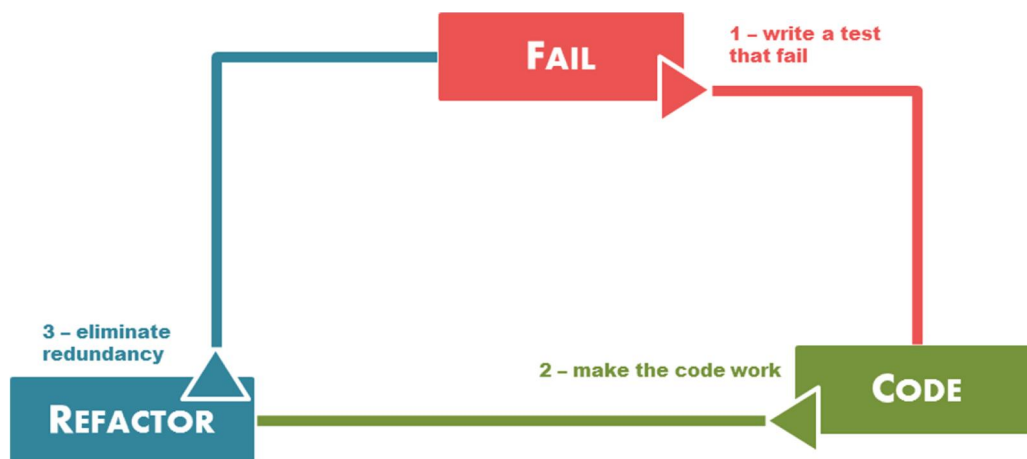 FAIL
1 – write a test
that fail
3 – eliminate
redundancy
2 – make the code work
CODE
REFACTOR